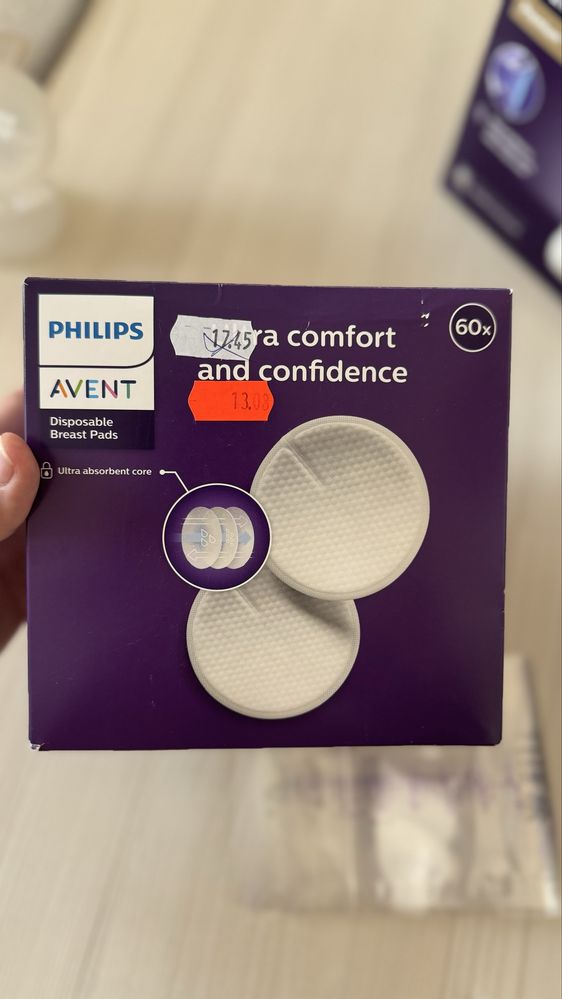 PHILIPS
AVENT
Disposable
Breast Pads
17.45
ra comfort
and confidence
13.03
60x
Ultra absorbent core